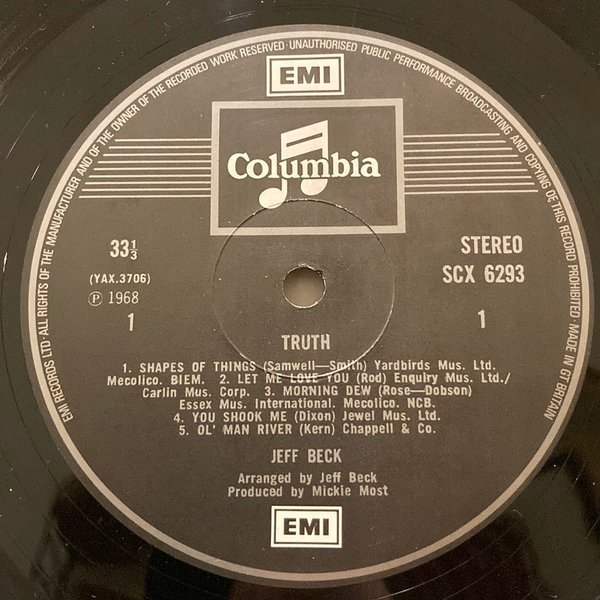 EMI RECORDS LTD·ALL RIGHTS OF THE MANUFACTURER AND OF THE OWNER OF THE RECORDED WORK RESERVED·UNAUTHORISED PUBLIC PERFORMANCE BROADCASTING AND COPYING OF THIS RECORD PROHIBITED·MADE IN GT BRITAIN
EMI
Columbia
33⅓
STEREO
(YAX.3706)
SCX 6293
Ⓟ 1968
1
1
TRUTH
1. SHAPES OF THINGS (Samwell—Smith) Yardbirds Mus. Ltd.
Mecolico. BIEM. 2. LET ME LOVE YOU (Rod) Enquiry Mus. Ltd./
Carlin Mus. Corp. 3. MORNING DEW (Rose—Dobson)
Essex Mus. International. Mecolico. NCB.
4. YOU SHOOK ME (Dixon) Jewel Mus. Ltd.
5. OL' MAN RIVER (Kern) Chappell & Co.
JEFF BECK
Arranged by Jeff Beck
Produced by Mickie Most
EMI